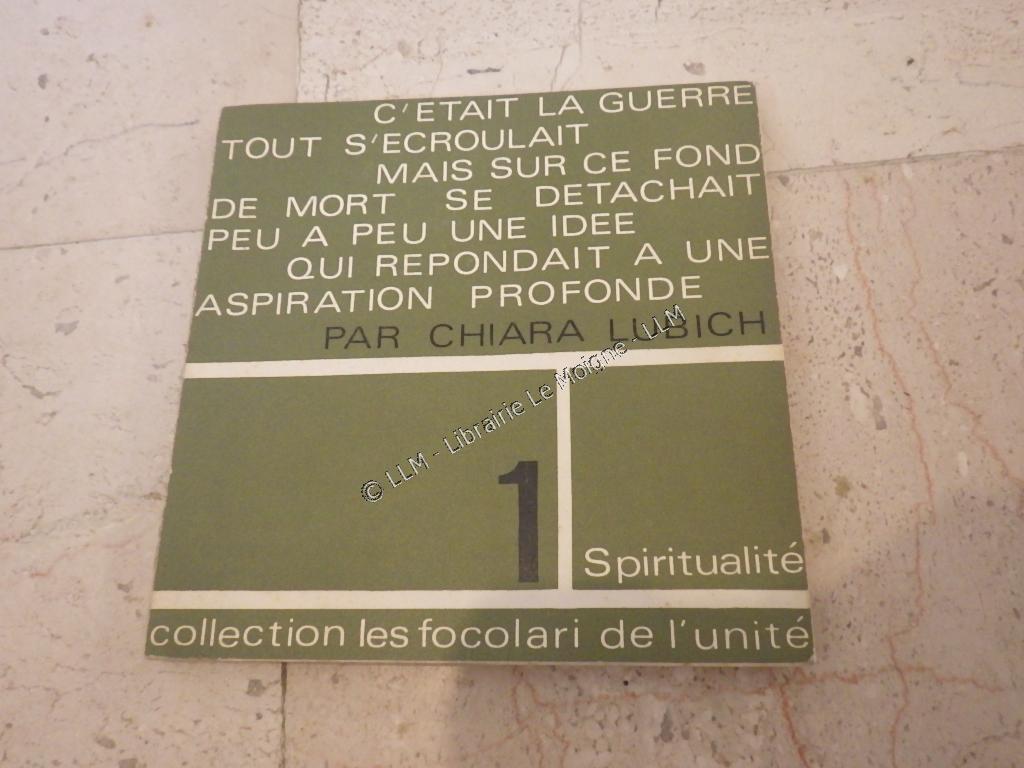 C'ETAIT LA GUERRE
TOUT S'ECROULAIT
MAIS SUR CE FOND
DE MORT SE DETACHAIT
PEU A PEU UNE IDEE
QUI REPONDAIT A UNE
ASPIRATION PROFONDE
PAR CHIARA LUBICH
© LLM - Librairie Le Moigne - LLM
1
Spiritualité
collection les focolari de l'unité